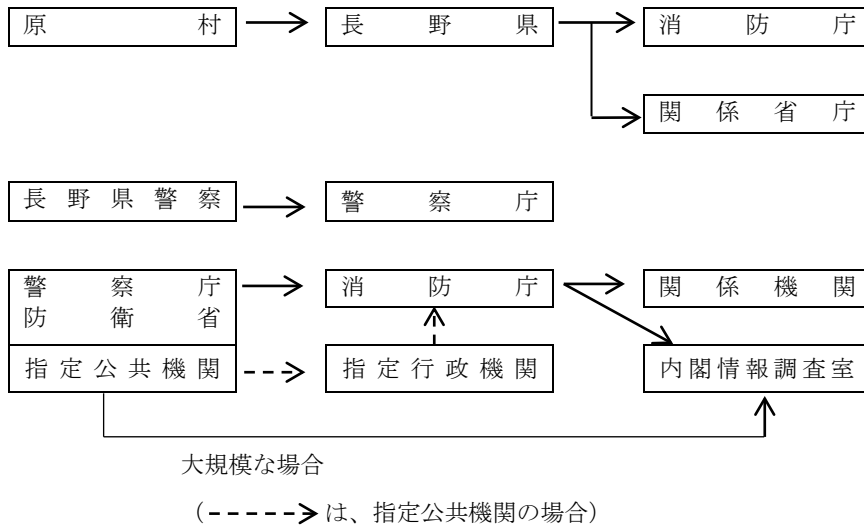 原村
長野県
消防庁
関係省庁
長野県警察
警察庁
警察庁
防衛省
消防庁
関係機関
指定公共機関
指定行政機関
内閣情報調査室
大規模な場合
(-----> は、指定公共機関の場合)